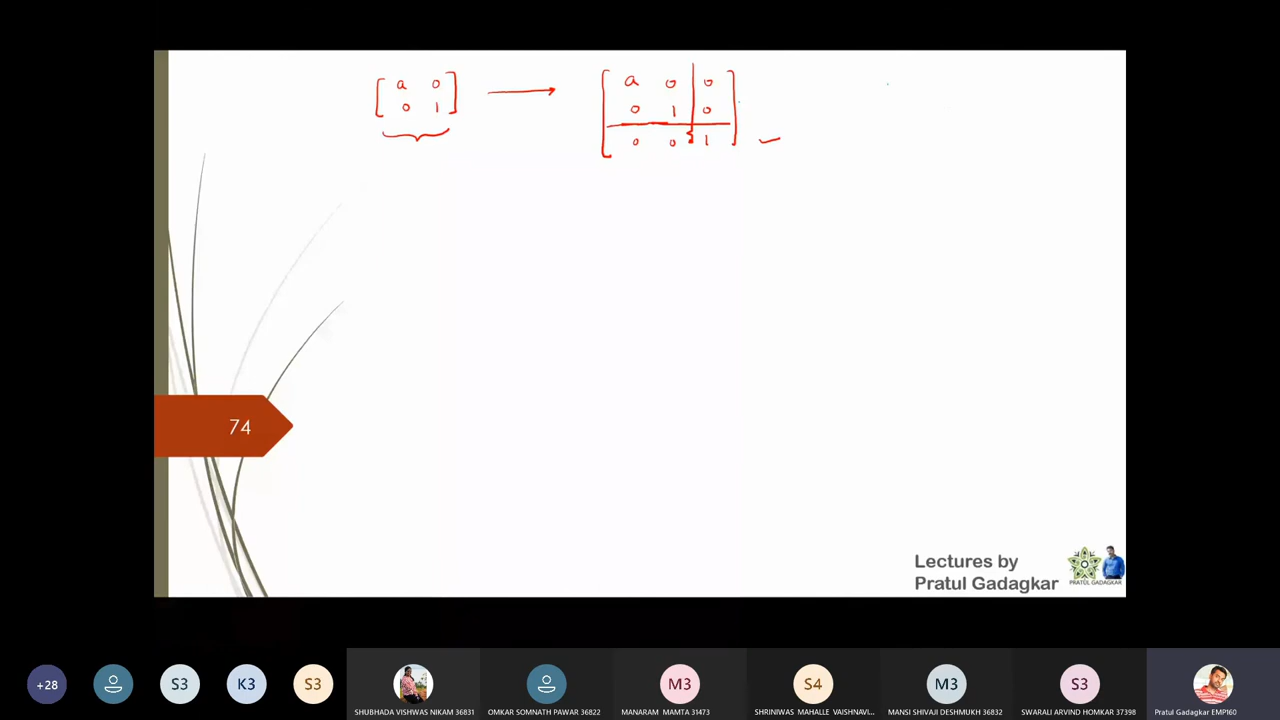 a 0
0 1
a 0 0
0 1 0
0 0 1
74
Lectures by
Pratul Gadagkar
PRATUL GADAGKAR
+28
S3
K3
S3
SHUBHADA VISHWAS NIKAM 36831
OMKAR SOMNATH PAWAR 36822
M3
MANARAM MAMTA 31473
S4
SHRINIWAS MAHALLE VAISHNAVI...
M3
MANSI SHIVAJI DESHMUKH 36832
S3
SWARALI ARVIND HOMKAR 37398
Pratul Gadagkar EMP160